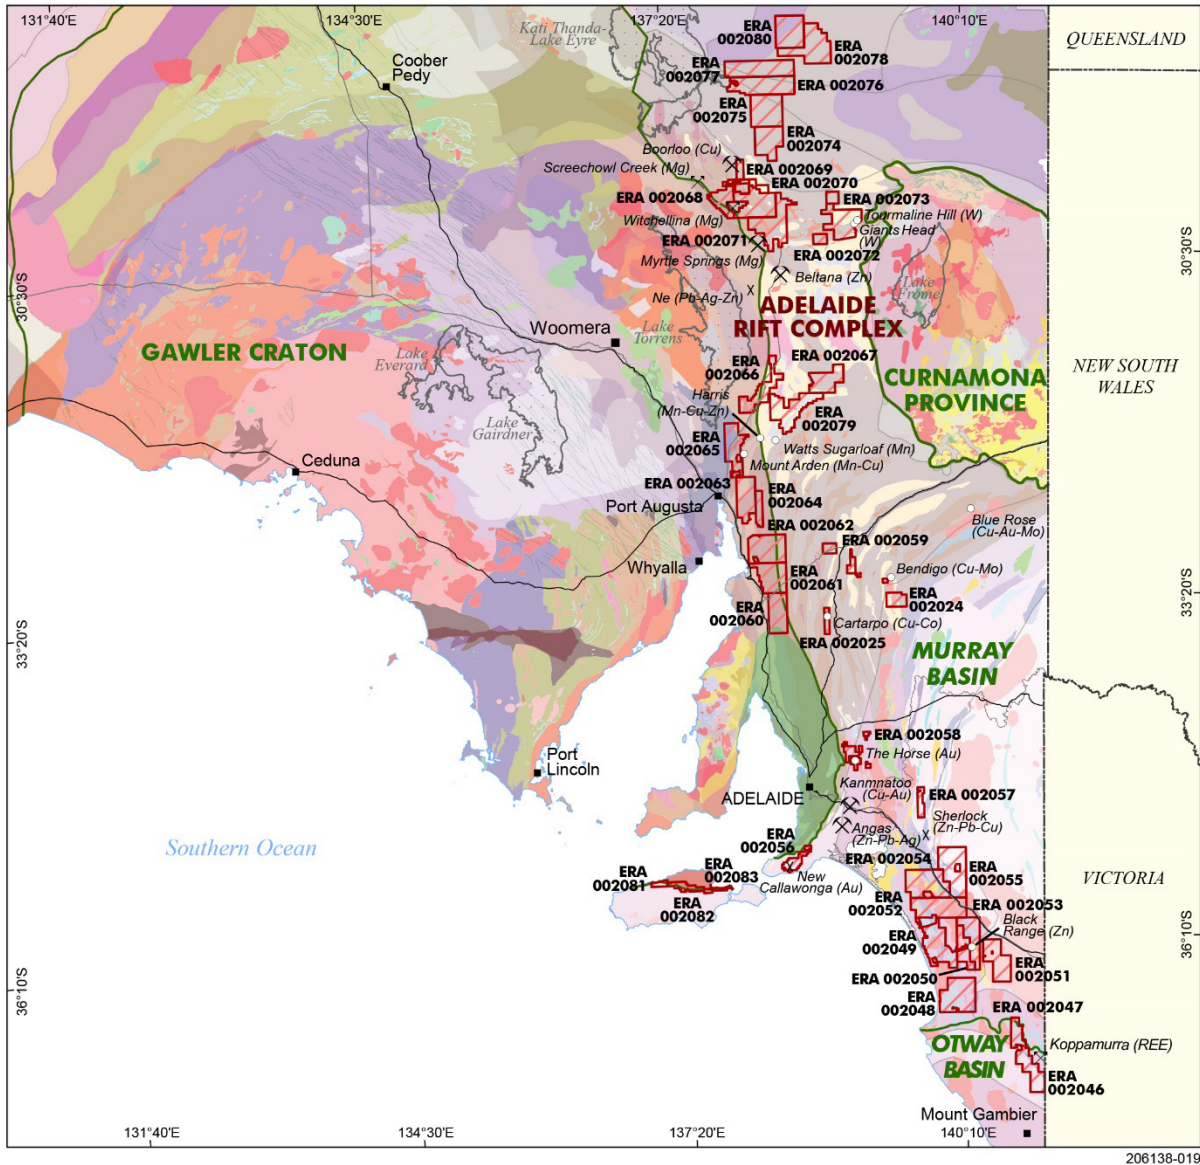 131°40'E
134°30'E
137°20'E
140°10'E
Kati Thanda-
Lake Eyre
ERA
002080
ERA
002078
QUEENSLAND
Coober
Pedy
ERA
002077
ERA 002076
ERA
002075
ERA
002074
Boorloo (Cu)
Screechowl Creek (Mg)
ERA 002069
ERA 002070
ERA 002068
ERA 002073
Witchellina (Mg)
Tourmaline Hill (W)
Giants Head
(W)
ERA 002071
ERA
002072
Myrtle Springs (Mg)
30°30'S
30°30'S
Beltana (Zn)
Ne (Pb-Ag-Zn)
Lake
Frome
ADELAIDE
RIFT COMPLEX
Woomera
Lake
Torrens
GAWLER CRATON
Lake
Everard
ERA
002066
ERA 002067
NEW SOUTH
WALES
CURNAMONA
PROVINCE
Harris
(Mn-Cu-Zn)
Lake
Gairdner
ERA
002079
ERA
002065
Watts Sugarloaf (Mn)
Mount Arden (Mn-Cu)
Ceduna
ERA 002063
Port Augusta
ERA
002064
Blue Rose
(Cu-Au-Mo)
ERA 002062
ERA 002059
Whyalla
ERA
002061
Bendigo (Cu-Mo)
ERA
002024
ERA
002060
Cartarpo (Cu-Co)
ERA 002025
33°20'S
33°20'S
MURRAY
BASIN
ERA 002058
The Horse (Au)
Port
Lincoln
Kanmnatoo
(Cu-Au)
ADELAIDE
ERA 002057
Sherlock
(Zn-Pb-Cu)
Angas
(Zn-Pb-Ag)
Southern Ocean
ERA
002056
ERA 002054
ERA
002055
ERA
002081
ERA
002083
New
Callawonga (Au)
VICTORIA
ERA
002082
ERA
002052
ERA 002053
Black
Range (Zn)
ERA
002049
36°10'S
36°10'S
ERA 002050
ERA
002051
ERA
002048
ERA 002047
OTWAY
BASIN
Koppamurra (REE)
ERA
002046
Mount Gambier
131°40'E
134°30'E
137°20'E
140°10'E
206138-019